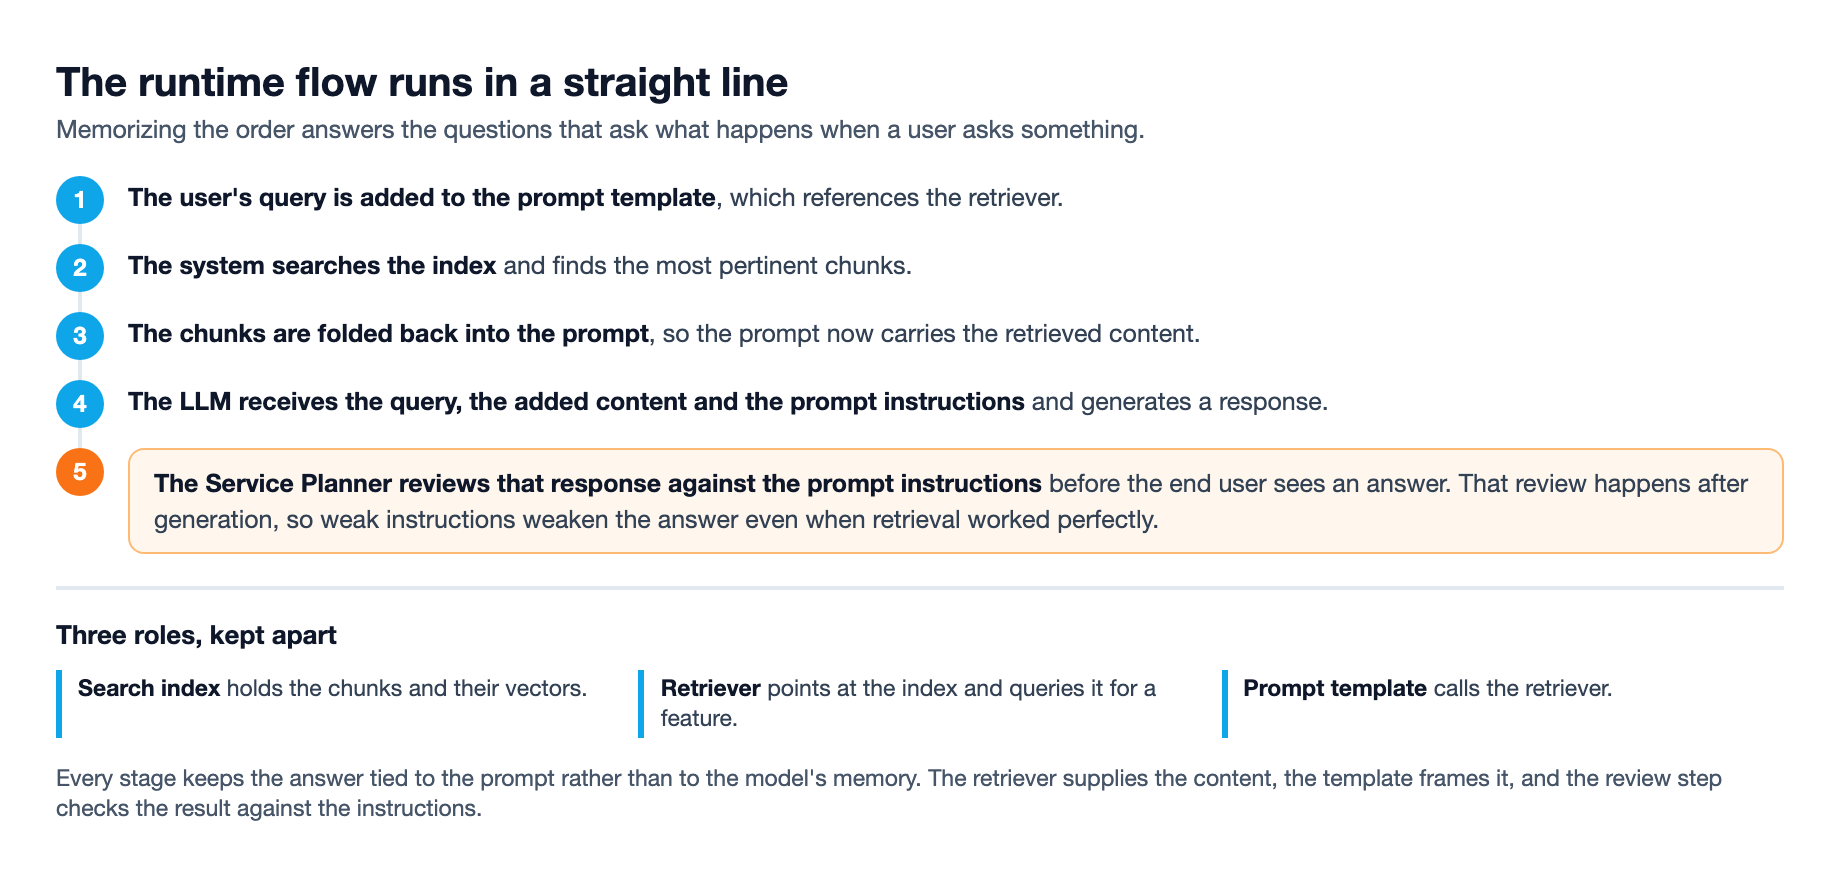 The runtime flow runs in a straight line
Memorizing the order answers the questions that ask what happens when a user asks something.
1
The user's query is added to the prompt template, which references the retriever.
2
The system searches the index and finds the most pertinent chunks.
3
The chunks are folded back into the prompt, so the prompt now carries the retrieved content.
4
The LLM receives the query, the added content and the prompt instructions and generates a response.
5
The Service Planner reviews that response against the prompt instructions before the end user sees an answer. That review happens after
generation, so weak instructions weaken the answer even when retrieval worked perfectly.
Three roles, kept apart
Search index holds the chunks and their vectors.
Retriever points at the index and queries it for a
feature.
Prompt template calls the retriever.
Every stage keeps the answer tied to the prompt rather than to the model's memory. The retriever supplies the content, the template frames it, and the review step
checks the result against the instructions.